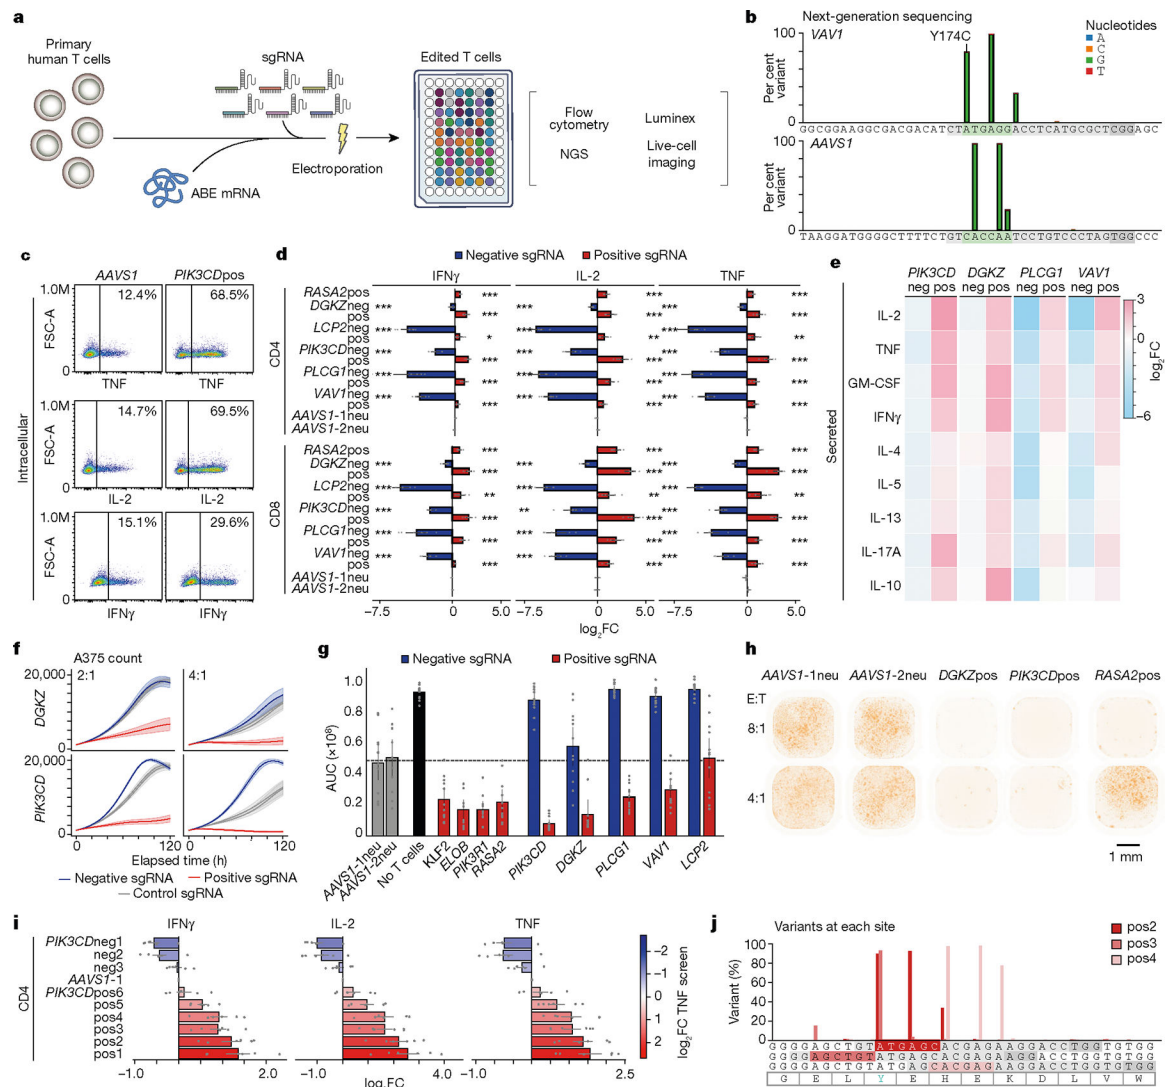 a
Primary
human T cells
sgRNA
Edited T cells
ABE mRNA
Electroporation
Flow
cytometry
NGS
Luminex
Live-cell
imaging
b
Next-generation sequencing
VAV1
Y174C
Nucleotides
A
C
G
T
Per cent
variant
100
0
GGCGGAAGGCGACGACATCTATGAGGACCTCATGCGCTCGGAGC
AAVS1
Per cent
variant
100
0
TAAGGATGGGGCTTTTCTGTCACCAATCCTGTCCCTAGTGGCCC
c
AAVS1
PIK3CDpos
Intracellular
1.0M
FSC-A
0
12.4%
68.5%
TNF
TNF
1.0M
FSC-A
0
14.7%
69.5%
IL-2
IL-2
1.0M
FSC-A
0
15.1%
29.6%
IFNγ
IFNγ
d
Negative sgRNA
Positive sgRNA
IFNγ
IL-2
TNF
CD4
RASA2pos
DGKZneg
pos
LCP2neg
pos
PIK3CDneg
pos
PLCG1neg
pos
VAV1neg
pos
AAVS1-1neu
AAVS1-2neu
CD8
RASA2pos
DGKZneg
pos
LCP2neg
pos
PIK3CDneg
pos
PLCG1neg
pos
VAV1neg
pos
AAVS1-1neu
AAVS1-2neu
−7.5 0 5.0
−7.5 0 5.0
−7.5 0 5.0
log2FC
e
PIK3CD DGKZ PLCG1 VAV1
neg pos neg pos neg pos neg pos
Secreted
IL-2
TNF
GM-CSF
IFNγ
IL-4
IL-5
IL-13
IL-17A
IL-10
3
0
−6
log2FC
f
A375 count
2:1
4:1
20,000
0
DGKZ
20,000
0
PIK3CD
0 120 0 120
Elapsed time (h)
Negative sgRNA
Positive sgRNA
Control sgRNA
g
Negative sgRNA
Positive sgRNA
AUC (×10⁸)
1.0
0.8
0.6
0.4
0.2
0
AAVS1-1neu
AAVS1-2neu
No T cells
KLF2
ELOB
PIK3R1
RASA2
PIK3CD
DGKZ
PLCG1
VAV1
LCP2
h
AAVS1-1neu AAVS1-2neu DGKZpos PIK3CDpos RASA2pos
E:T
8:1
4:1
1 mm
i
IFNγ
IL-2
TNF
CD4
PIK3CDneg1
neg2
neg3
AAVS1-1
PIK3CDpos6
pos5
pos4
pos3
pos2
pos1
−1.0 0 2.0
−1.0 0 4.0
−1.0 0 2.5
log2FC
−2
−1
0
1
2
log2FC TNF screen
j
Variants at each site
pos2
pos3
pos4
Variant (%)
100
80
60
40
20
0
GGGGAGCTGTATGAGCACGAGAAGGACCTGGTGTGG
GGGGAGCTGTATGAGCACGAGAAGGACCTGGTGTGG
GGGGAGCTGTATGAGCACGAGAAGGACCTGGTGTGG
G E L Y E H E K D L V W